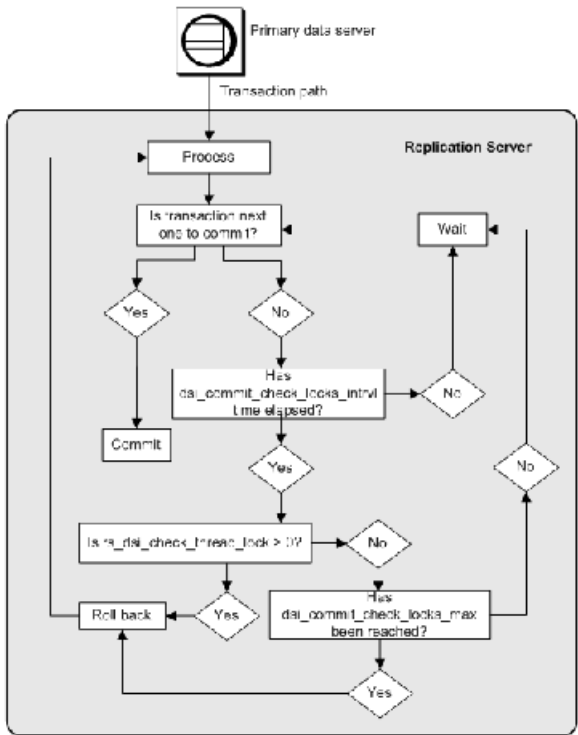 Primary data server
Transaction path
Replication Server
Process
Is transaction next
one to commit?
Wait
Yes
No
Has
dsi_commit_check_locks_intrvl
time elapsed?
No
Commit
Yes
No
Is rs_dsi_check_thread_lock > 0?
No
Has
dsi_commit_check_locks_max
been reached?
Roll back
Yes
Yes